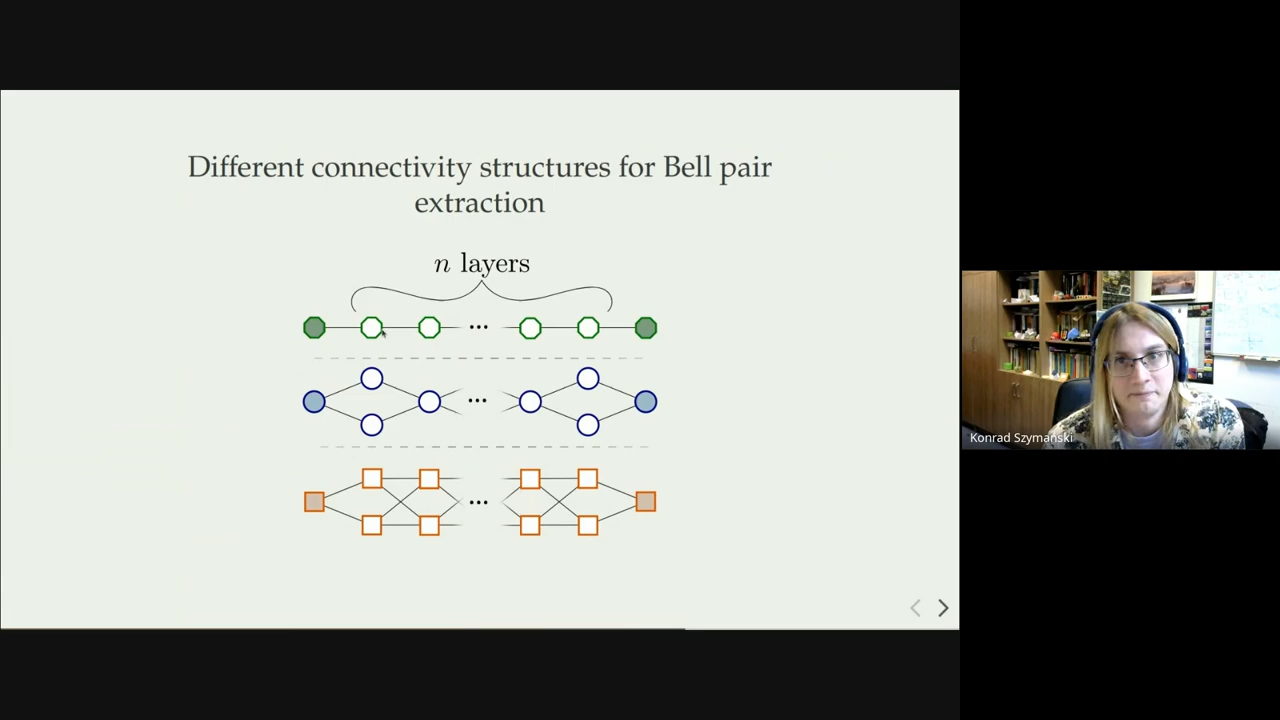 Different connectivity structures for Bell pair
extraction
n layers
...
...
...
Konrad Szymański